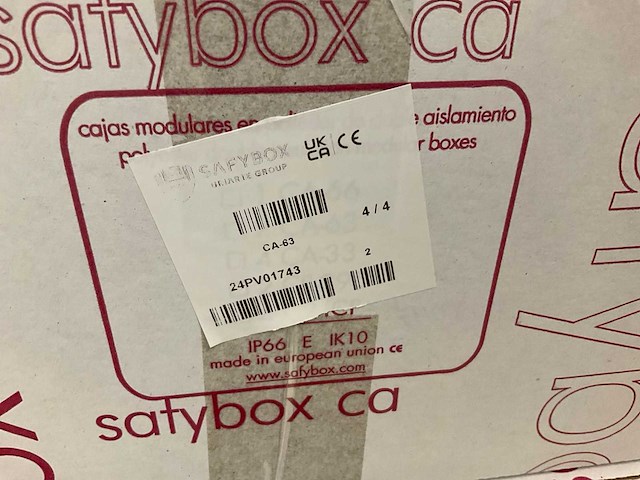 satybox ca
cajas modulares en aislamiento
r boxes
SAFYBOX
URIARTE GROUP
UK
CA CE
4 / 4
CA-63
2
24PV01743
IP66 E IK10
made in european union CE
www.safybox.com
satybox ca